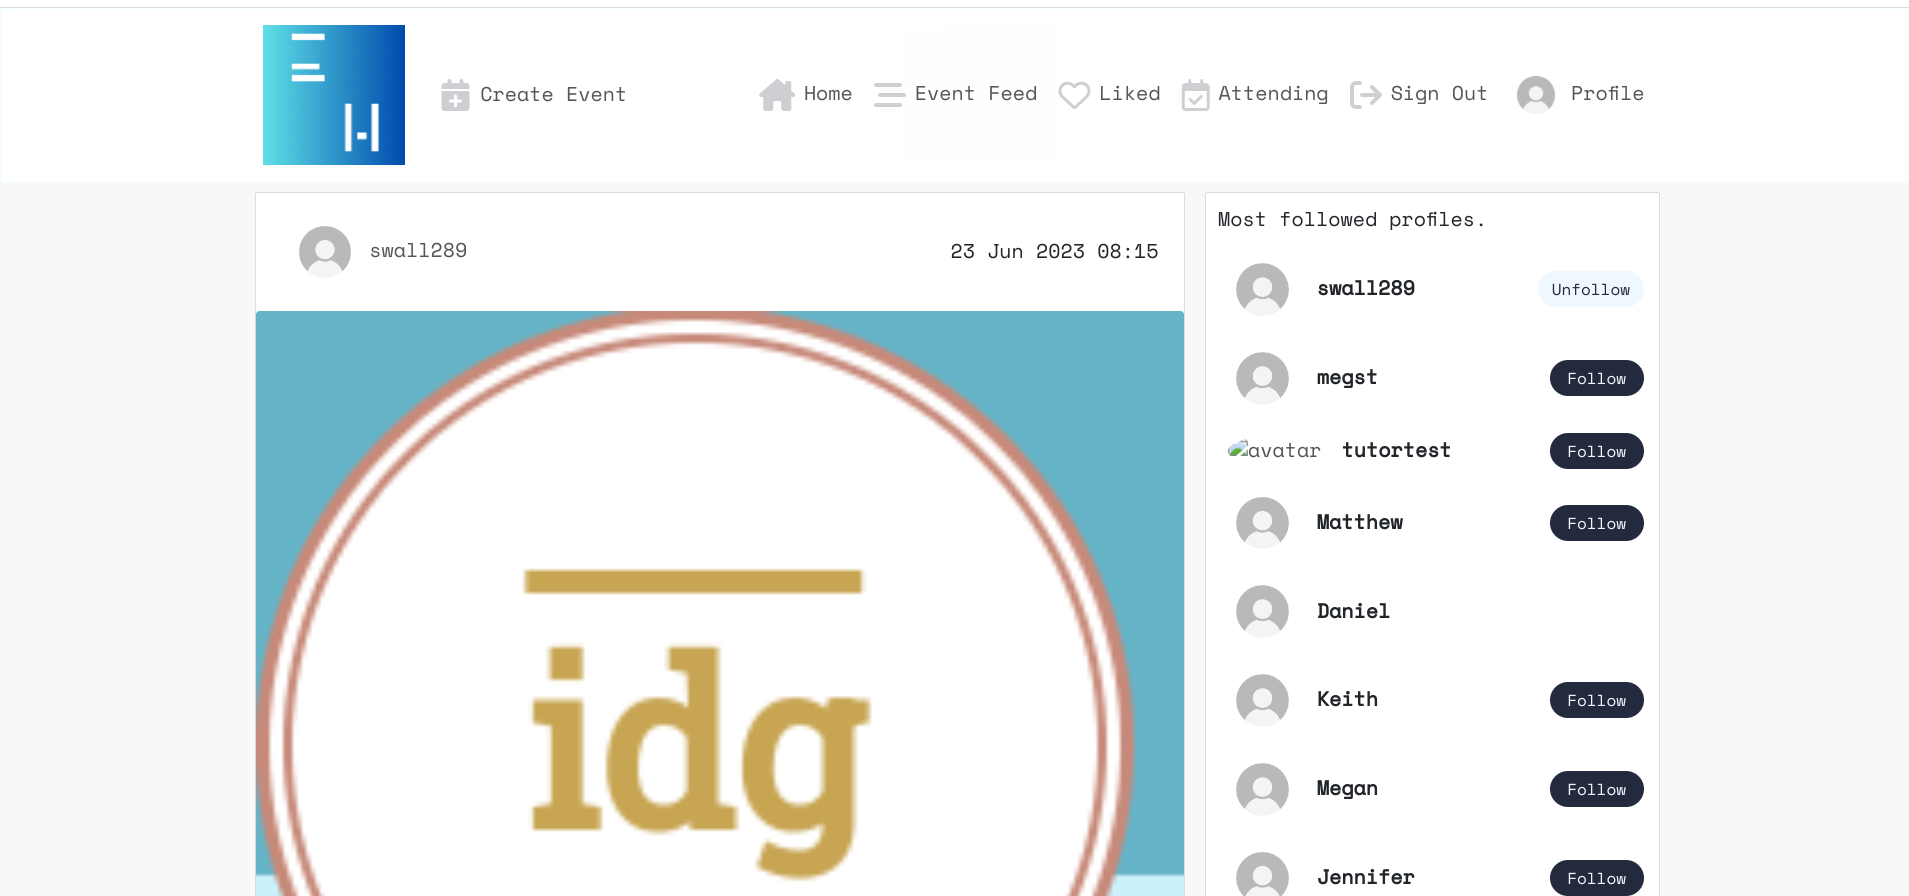 Create Event
Home
Event Feed
Liked
Attending
Sign Out
Profile
swall289
23 Jun 2023 08:15
idg
Most followed profiles.
swall289
Unfollow
megst
Follow
avatar
tutortest
Follow
Matthew
Follow
Daniel
Keith
Follow
Megan
Follow
Jennifer
Follow